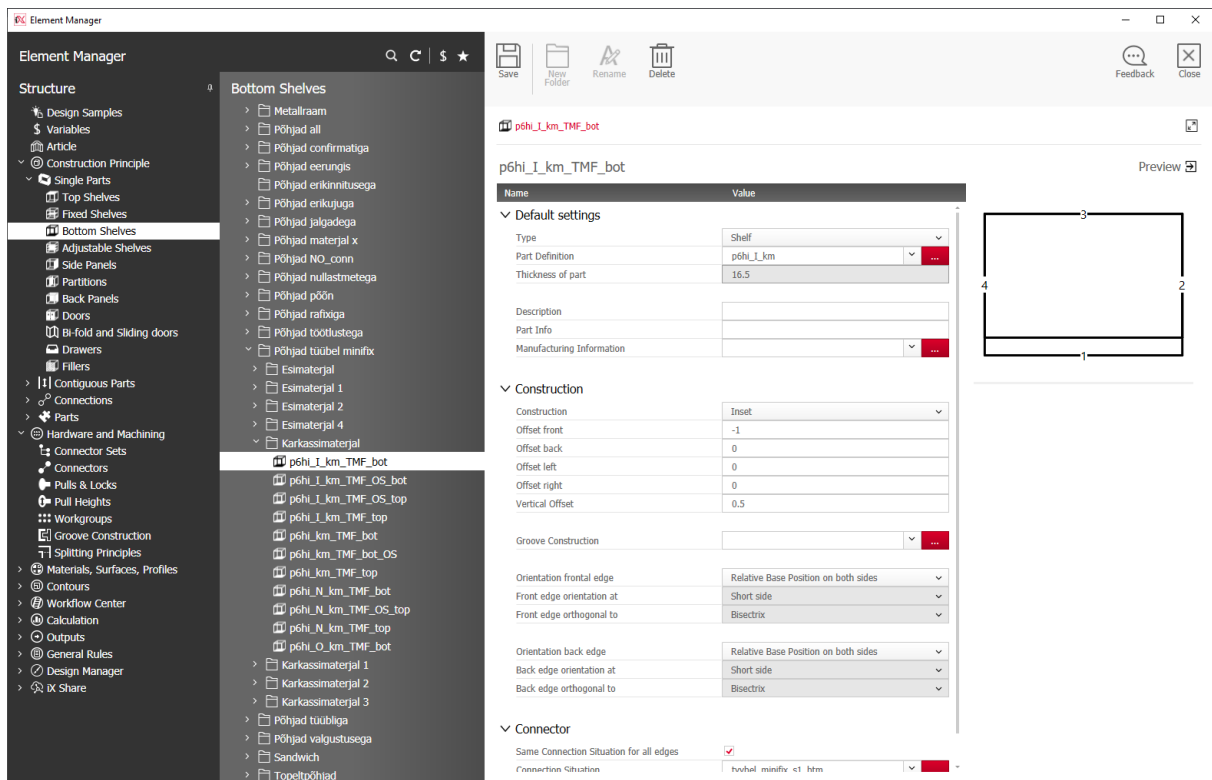 Element Manager
Element Manager
$
Structure
Design Samples
$ Variables
Article
Construction Principle
Single Parts
Top Shelves
Fixed Shelves
Bottom Shelves
Adjustable Shelves
Side Panels
Partitions
Back Panels
Doors
Bi-fold and Sliding doors
Drawers
Fillers
Contiguous Parts
Connections
Parts
Hardware and Machining
Connector Sets
Connectors
Pulls & Locks
Pull Heights
Workgroups
Groove Construction
Splitting Principles
Materials, Surfaces, Profiles
Contours
Workflow Center
Calculation
Outputs
General Rules
Design Manager
iX Share
Bottom Shelves
Metallraam
Põhjad all
Põhjad confirmatiga
Põhjad eerungis
Põhjad erikinnitusega
Põhjad erikujuga
Põhjad jalgadega
Põhjad materjal x
Põhjad NO_conn
Põhjad nullastmetega
Põhjad põõn
Põhjad rafixiga
Põhjad töötlustega
Põhjad tüübel minifix
Esimaterjal
Esimaterjal 1
Esimaterjal 2
Esimaterjal 4
Karkassimaterjal
p6hi_I_km_TMF_bot
p6hi_I_km_TMF_OS_bot
p6hi_I_km_TMF_OS_top
p6hi_I_km_TMF_top
p6hi_km_TMF_bot
p6hi_km_TMF_bot_OS
p6hi_km_TMF_top
p6hi_N_km_TMF_bot
p6hi_N_km_TMF_OS_top
p6hi_N_km_TMF_top
p6hi_O_km_TMF_bot
Karkassimaterjal 1
Karkassimaterjal 2
Karkassimaterjal 3
Põhjad tüübliga
Põhjad valgustusega
Sandwich
Topeltpõhjad
Save
New Folder
Rename
Delete
Feedback
Close
p6hi_I_km_TMF_bot
p6hi_I_km_TMF_bot
Preview
Name Value
Default settings
Type Shelf
Part Definition p6hi_I_km ...
Thickness of part 16.5
Description
Part Info
Manufacturing Information ...
Construction
Construction Inset
Offset front -1
Offset back 0
Offset left 0
Offset right 0
Vertical Offset 0.5
Groove Construction ...
Orientation frontal edge Relative Base Position on both sides
Front edge orientation at Short side
Front edge orthogonal to Bisectrix
Orientation back edge Relative Base Position on both sides
Back edge orientation at Short side
Back edge orthogonal to Bisectrix
Connector
Same Connection Situation for all edges
Connection Situation tyybel_minifix_s1_btm ...
3
4
2
1